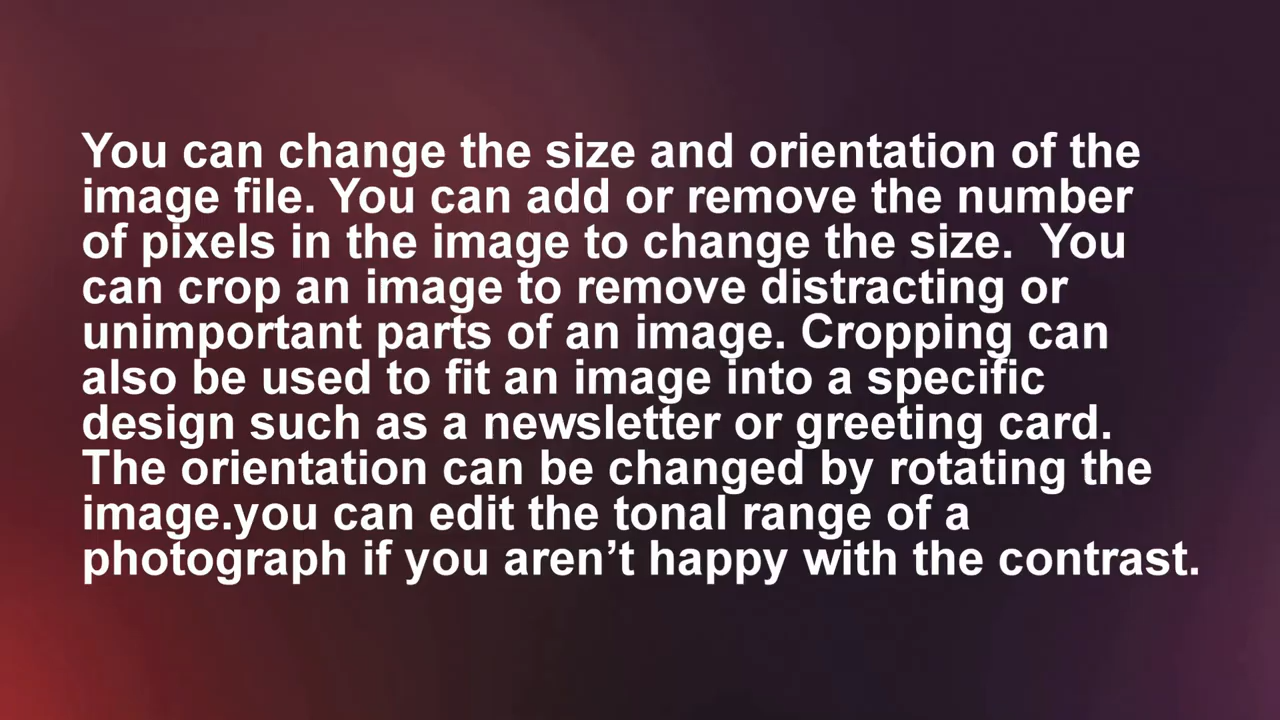 You can change the size and orientation of the
image file. You can add or remove the number
of pixels in the image to change the size.  You
can crop an image to remove distracting or
unimportant parts of an image. Cropping can
also be used to fit an image into a specific
design such as a newsletter or greeting card.
The orientation can be changed by rotating the
image.you can edit the tonal range of a
photograph if you aren’t happy with the contrast.